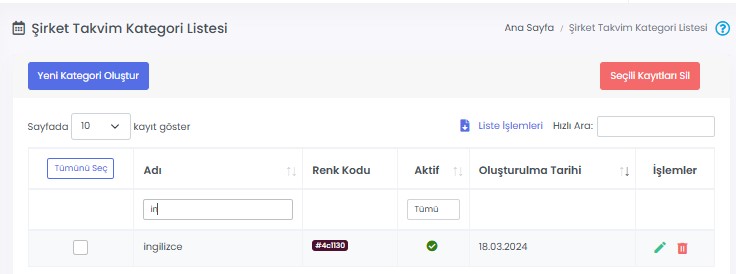 Şirket Takvim Kategori Listesi
Ana Sayfa / Şirket Takvim Kategori Listesi ?
Yeni Kategori Oluştur
Seçili Kayıtları Sil
Sayfada 10 kayıt göster
Liste İşlemleri Hızlı Ara:
Tümünü Seç Adı Renk Kodu Aktif Oluşturulma Tarihi İşlemler
in Tümü
ingilizce #4c1130 18.03.2024